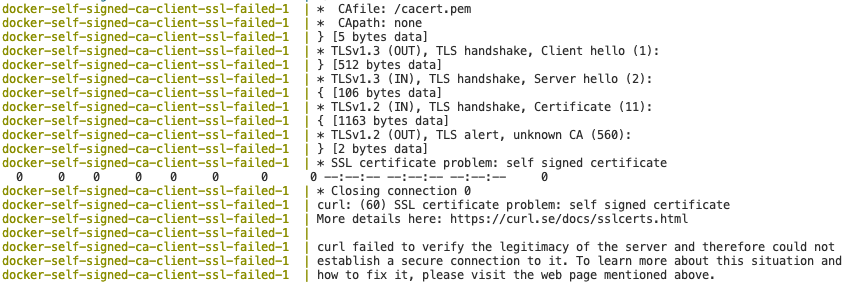 docker-self-signed-ca-client-ssl-failed-1 | *  CAfile: /cacert.pem
docker-self-signed-ca-client-ssl-failed-1 | *  CApath: none
docker-self-signed-ca-client-ssl-failed-1 | } [5 bytes data]
docker-self-signed-ca-client-ssl-failed-1 | * TLSv1.3 (OUT), TLS handshake, Client hello (1):
docker-self-signed-ca-client-ssl-failed-1 | } [512 bytes data]
docker-self-signed-ca-client-ssl-failed-1 | * TLSv1.3 (IN), TLS handshake, Server hello (2):
docker-self-signed-ca-client-ssl-failed-1 | { [106 bytes data]
docker-self-signed-ca-client-ssl-failed-1 | * TLSv1.2 (IN), TLS handshake, Certificate (11):
docker-self-signed-ca-client-ssl-failed-1 | { [1163 bytes data]
docker-self-signed-ca-client-ssl-failed-1 | * TLSv1.2 (OUT), TLS alert, unknown CA (560):
docker-self-signed-ca-client-ssl-failed-1 | } [2 bytes data]
docker-self-signed-ca-client-ssl-failed-1 | * SSL certificate problem: self signed certificate
  0     0    0     0    0     0      0      0 --:--:-- --:--:-- --:--:--     0
docker-self-signed-ca-client-ssl-failed-1 | * Closing connection 0
docker-self-signed-ca-client-ssl-failed-1 | curl: (60) SSL certificate problem: self signed certificate
docker-self-signed-ca-client-ssl-failed-1 | More details here: https://curl.se/docs/sslcerts.html
docker-self-signed-ca-client-ssl-failed-1 |
docker-self-signed-ca-client-ssl-failed-1 | curl failed to verify the legitimacy of the server and therefore could not
docker-self-signed-ca-client-ssl-failed-1 | establish a secure connection to it. To learn more about this situation and
docker-self-signed-ca-client-ssl-failed-1 | how to fix it, please visit the web page mentioned above.